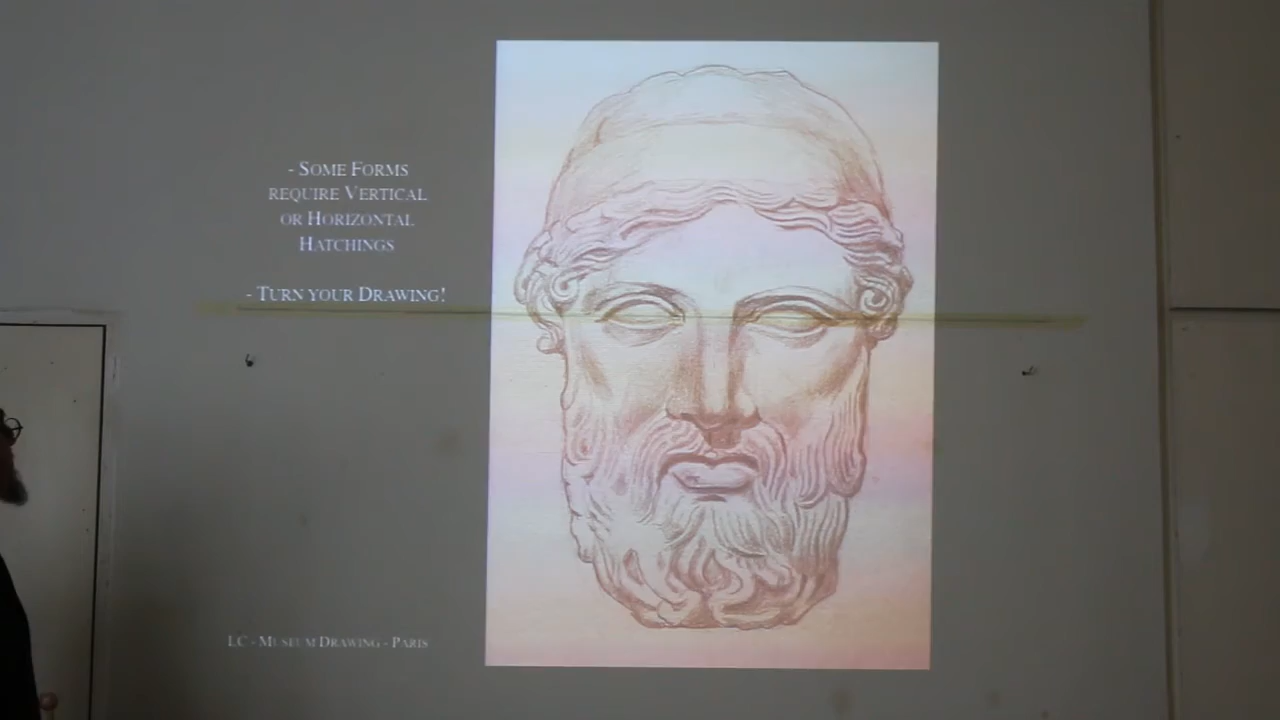 - SOME FORMS
REQUIRE VERTICAL
OR HORIZONTAL
HATCHINGS
- TURN YOUR DRAWING!
LC - MUSEUM DRAWING - PARIS